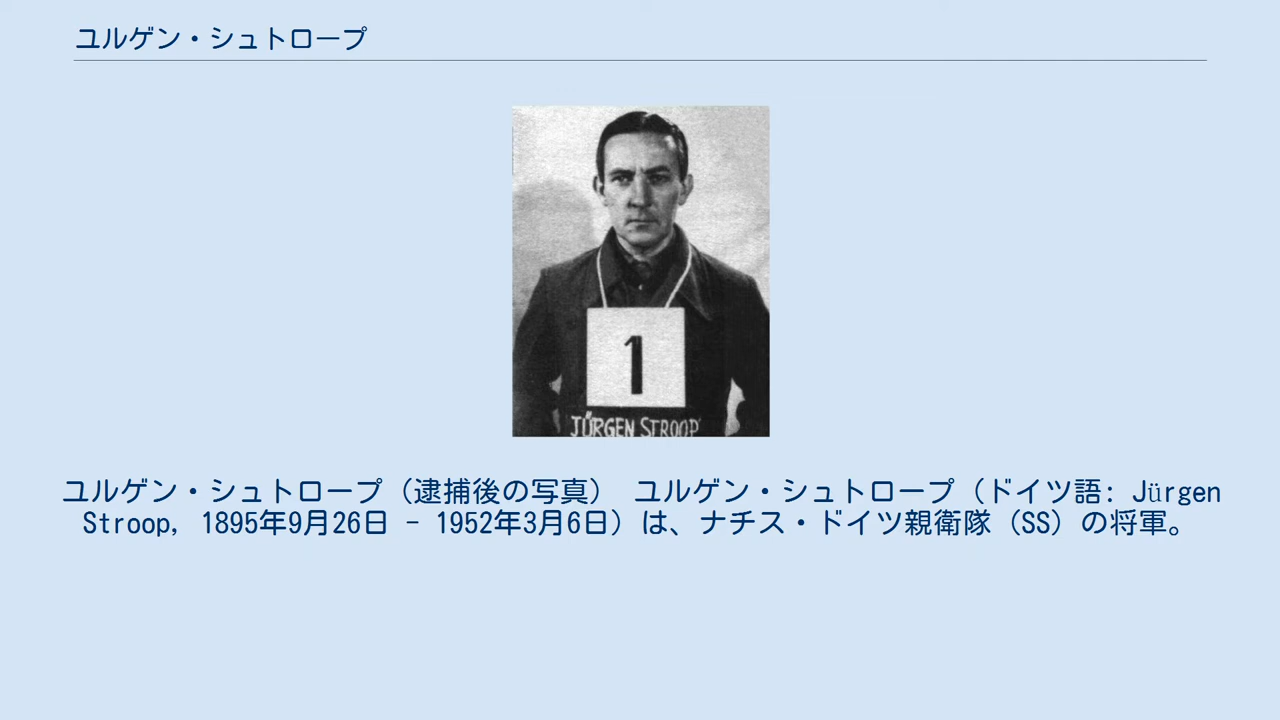 ユルゲン・シュトロープ
1
JÜRGEN STROOP
ユルゲン・シュトロープ（逮捕後の写真） ユルゲン・シュトロープ（ドイツ語: Jürgen
Stroop, 1895年9月26日 - 1952年3月6日）は、ナチス・ドイツ親衛隊（SS）の将軍。